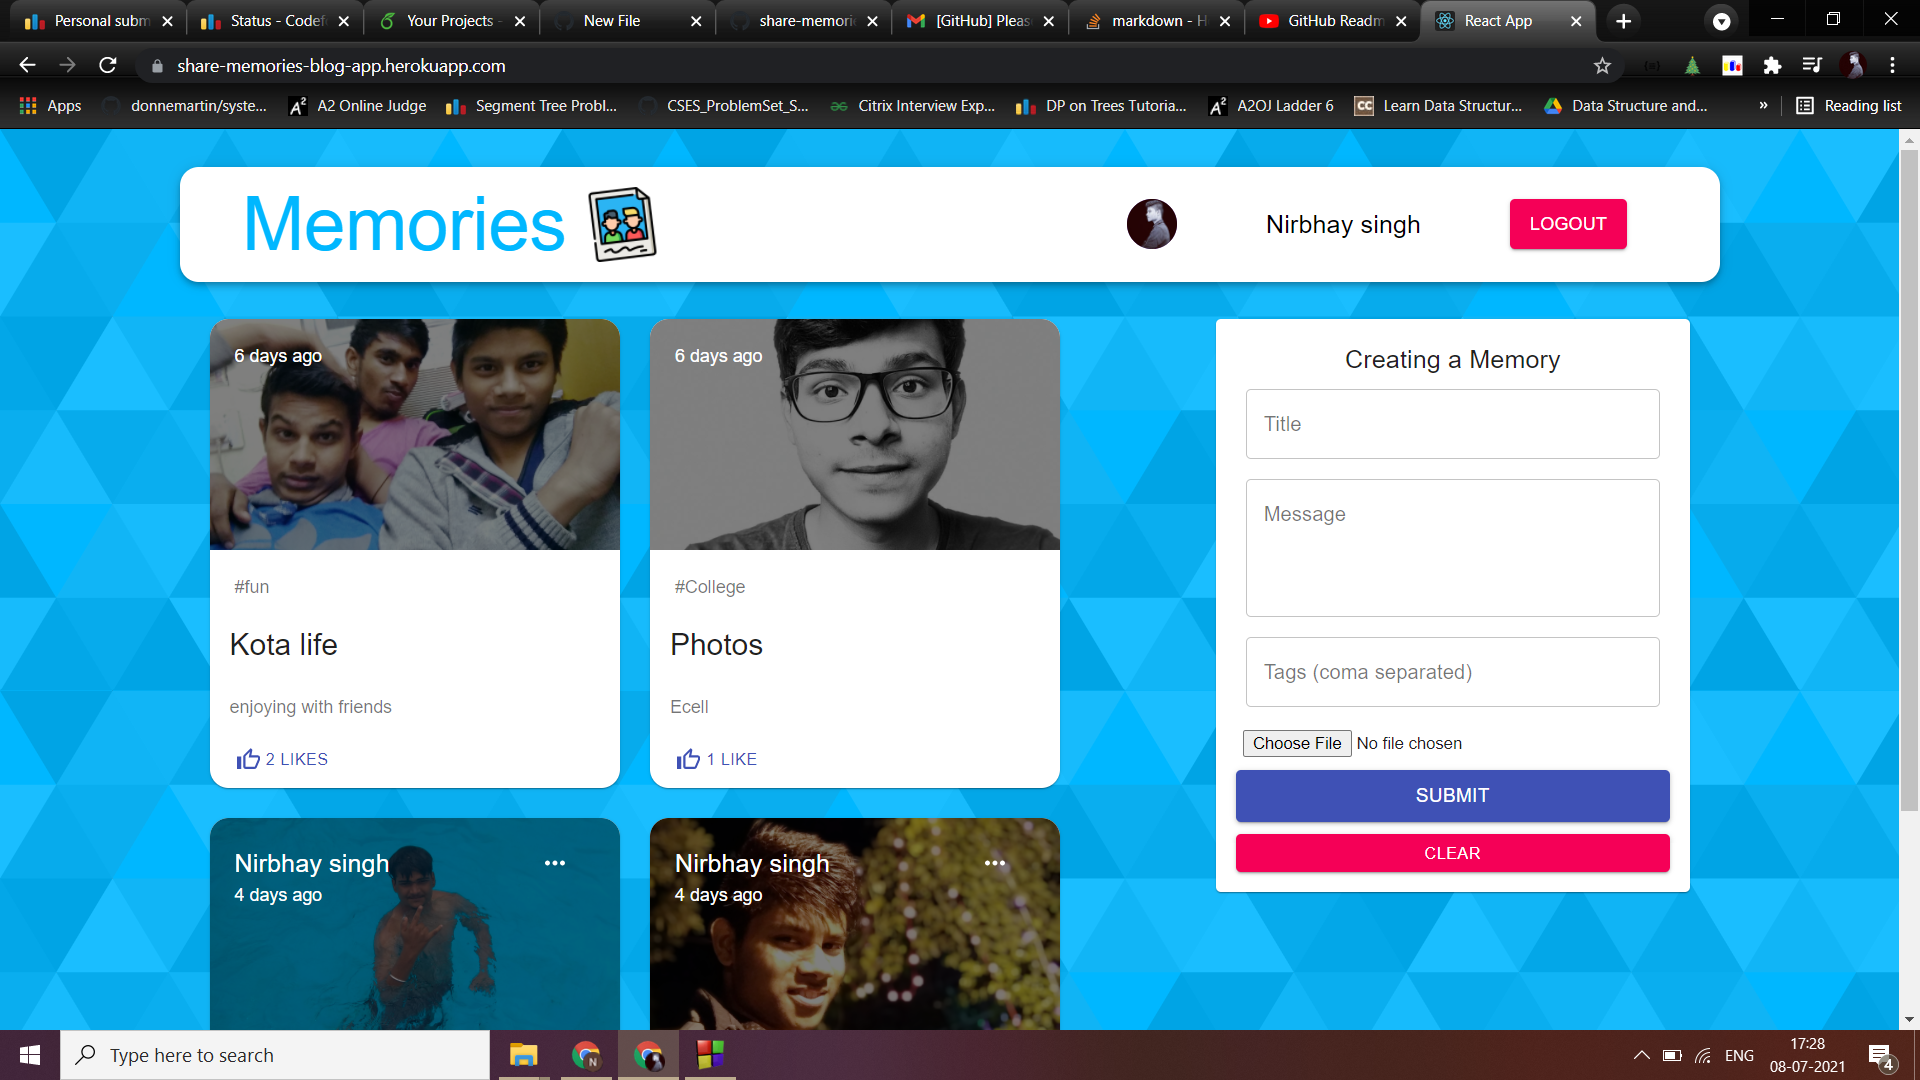 Personal subm
Status - Codef
Your Projects -
New File
share-memorie
[GitHub] Pleas
markdown - H
GitHub Readm
React App
share-memories-blog-app.herokuapp.com
Apps
donnemartin/syste...
A2 Online Judge
Segment Tree Probl...
CSES_ProblemSet_S...
Citrix Interview Exp...
DP on Trees Tutoria...
A2OJ Ladder 6
Learn Data Structur...
Data Structure and...
»
Reading list
Memories
Nirbhay singh
LOGOUT
6 days ago
#fun
Kota life
enjoying with friends
2 LIKES
6 days ago
#College
Photos
Ecell
1 LIKE
Nirbhay singh
4 days ago
Nirbhay singh
4 days ago
Creating a Memory
Title
Message
Tags (coma separated)
Choose File No file chosen
SUBMIT
CLEAR
Type here to search
N
ENG
17:28
08-07-2021
4